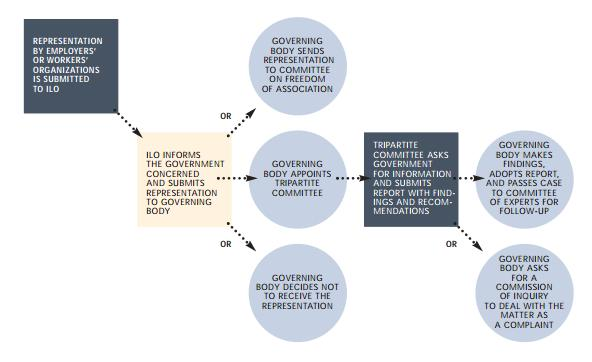 REPRESENTATION
BY EMPLOYERS'
OR WORKERS'
ORGANIZATIONS
IS SUBMITTED
TO ILO
GOVERNING
BODY SENDS
REPRESENTATION
TO COMMITTEE
ON FREEDOM
OF ASSOCIATION
OR
ILO INFORMS
THE GOVERNMENT
CONCERNED
AND SUBMITS
REPRESENTATION
TO GOVERNING
BODY
GOVERNING
BODY APPOINTS
TRIPARTITE
COMMITTEE
TRIPARTITE
COMMITTEE ASKS
GOVERNMENT
FOR INFORMATION
AND SUBMITS
REPORT WITH FIND-
INGS AND RECOM-
MENDATIONS
GOVERNING
BODY MAKES
FINDINGS,
ADOPTS REPORT,
AND PASSES CASE
TO COMMITTEE
OF EXPERTS FOR
FOLLOW-UP
OR
GOVERNING
BODY DECIDES NOT
TO RECEIVE THE
REPRESENTATION
OR
GOVERNING
BODY ASKS
FOR A
COMMISSION
OF INQUIRY
TO DEAL WITH THE
MATTER AS
A COMPLAINT